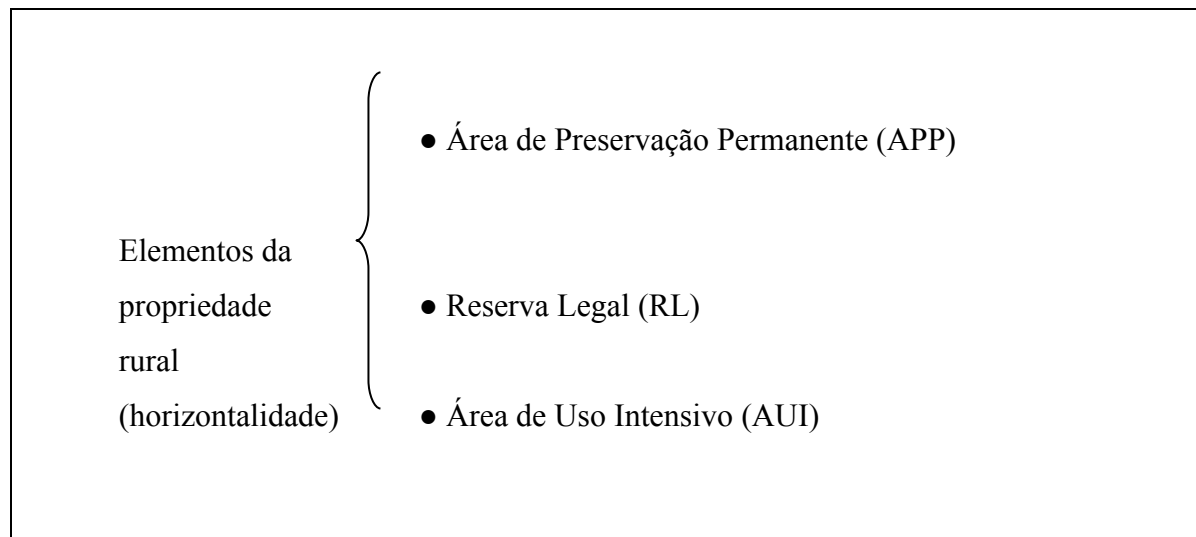 ● Área de Preservação Permanente (APP)
Elementos da
propriedade
rural
(horizontalidade)
● Reserva Legal (RL)
● Área de Uso Intensivo (AUI)